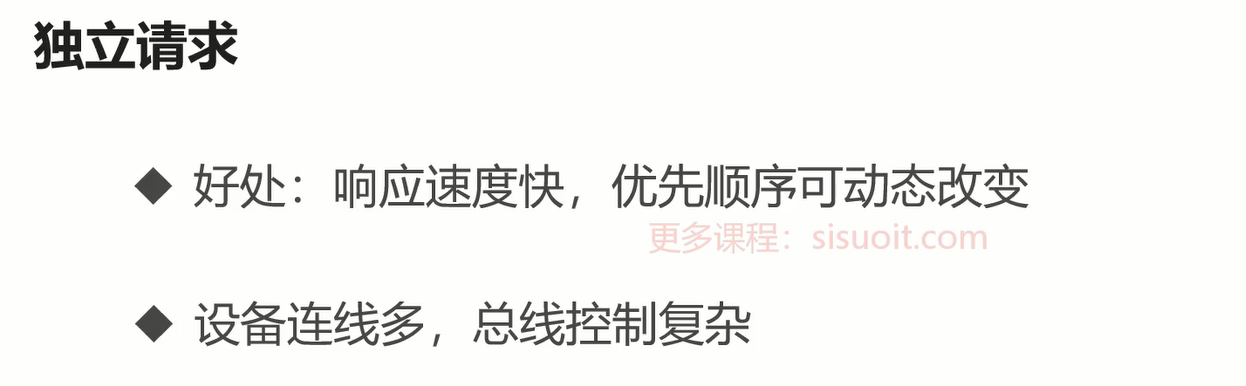 独立请求
◆ 好处：响应速度快，优先顺序可动态改变
更多课程：sisuoit.com
◆ 设备连线多，总线控制复杂